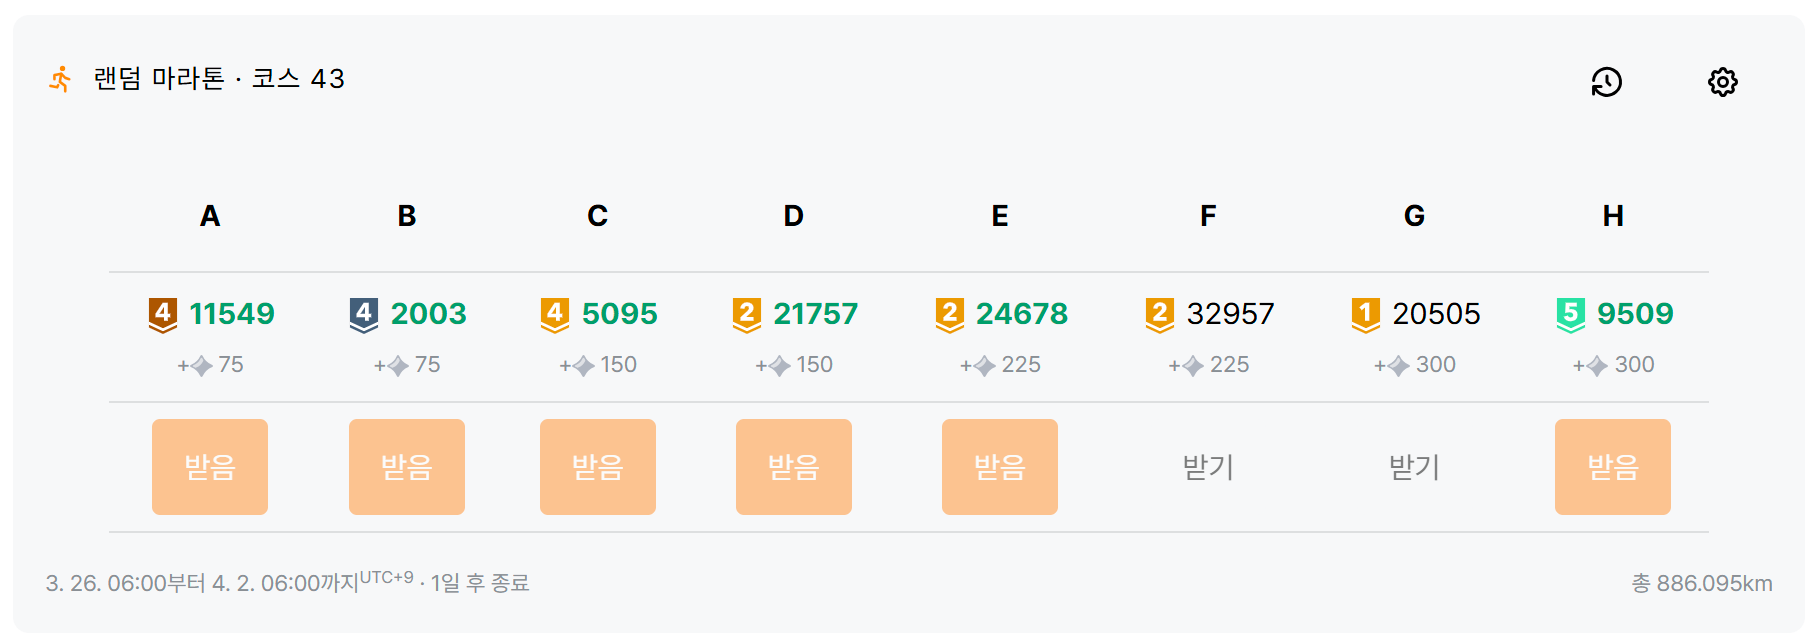 랜덤 마라톤 · 코스 43
A B C D E F G H
4 11549 4 2003 4 5095 2 21757 2 24678 2 32957 1 20505 5 9509
+ 75 + 75 + 150 + 150 + 225 + 225 + 300 + 300
받음 받음 받음 받음 받음 받기 받기 받음
3. 26. 06:00부터 4. 2. 06:00까지UTC+9 · 1일 후 종료 총 886.095km